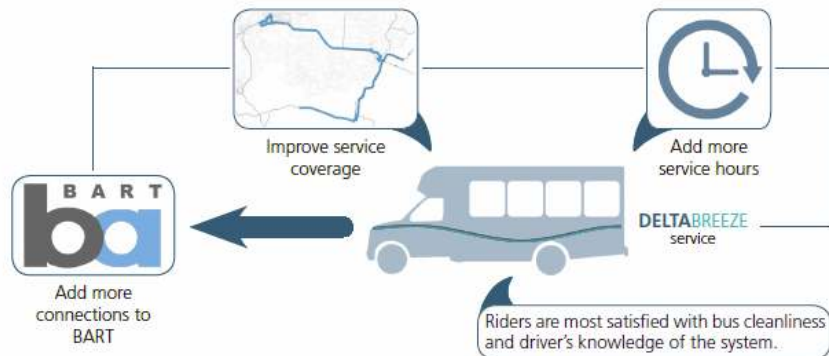 Improve service
coverage
Add more
service hours
BART
ba
Add more
connections to
BART
DELTABREEZE
service
Riders are most satisfied with bus cleanliness
and driver's knowledge of the system.